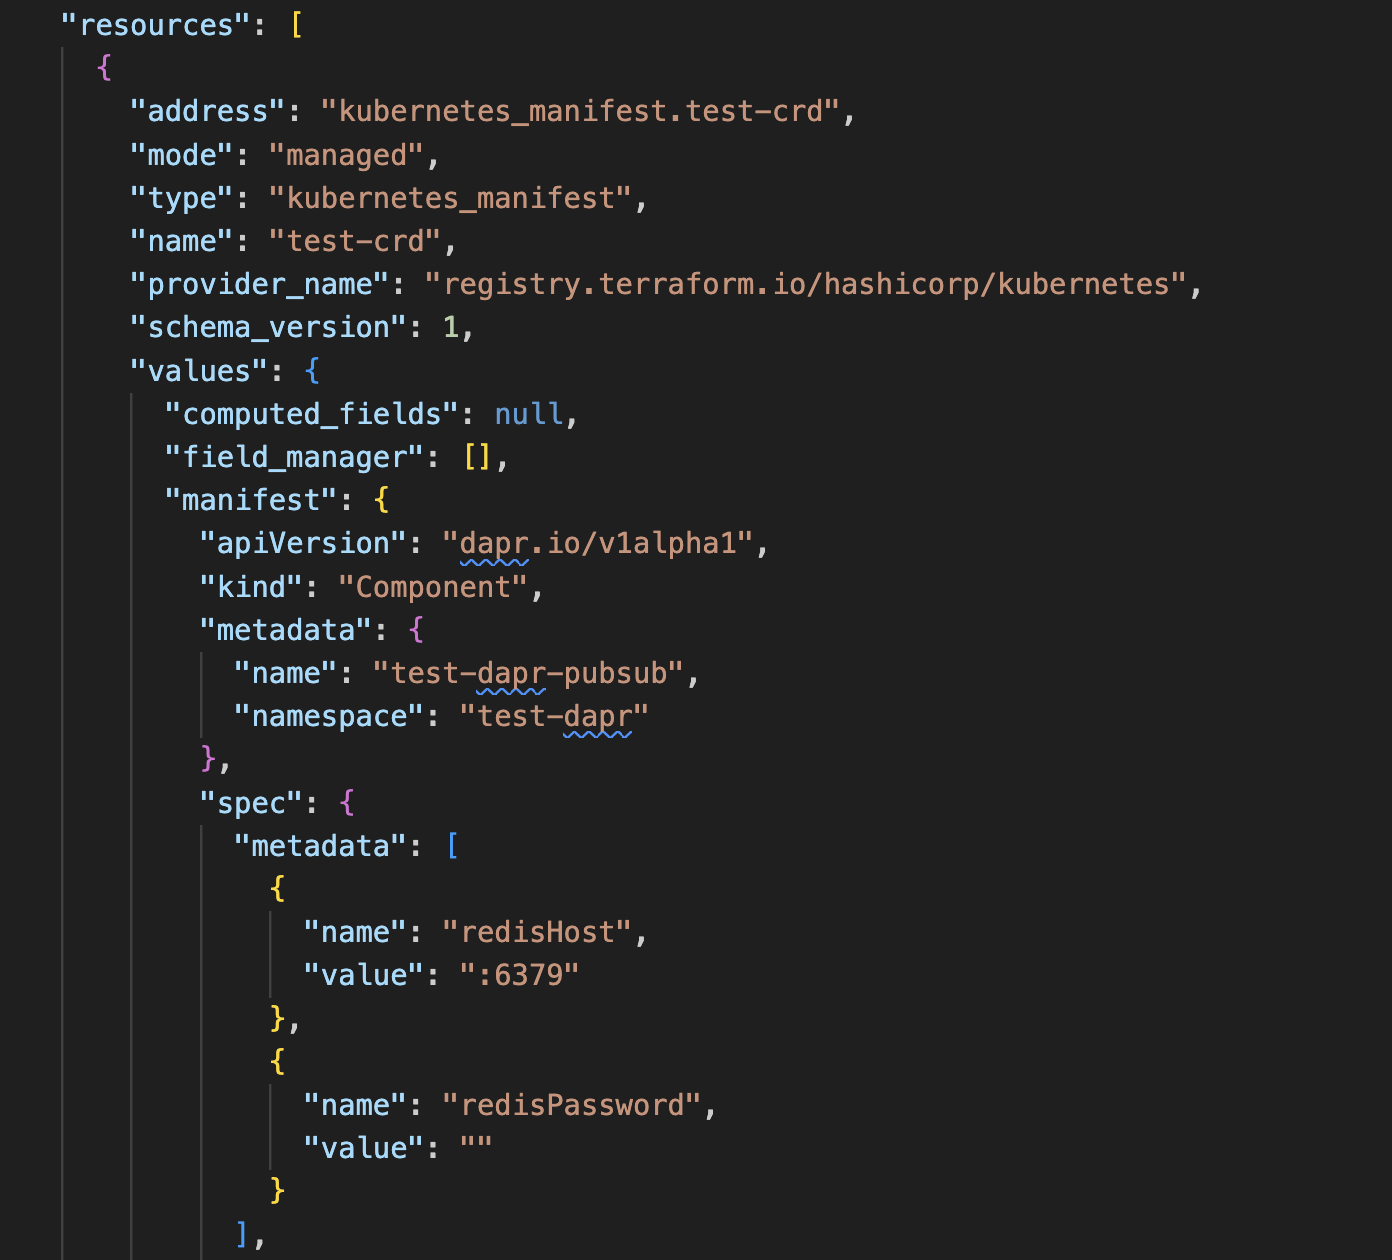 "resources": [
{
"address": "kubernetes_manifest.test-crd",
"mode": "managed",
"type": "kubernetes_manifest",
"name": "test-crd",
"provider_name": "registry.terraform.io/hashicorp/kubernetes",
"schema_version": 1,
"values": {
"computed_fields": null,
"field_manager": [],
"manifest": {
"apiVersion": "dapr.io/v1alpha1",
"kind": "Component",
"metadata": {
"name": "test-dapr-pubsub",
"namespace": "test-dapr"
},
"spec": {
"metadata": [
{
"name": "redisHost",
"value": ":6379"
},
{
"name": "redisPassword",
"value": ""
}
],